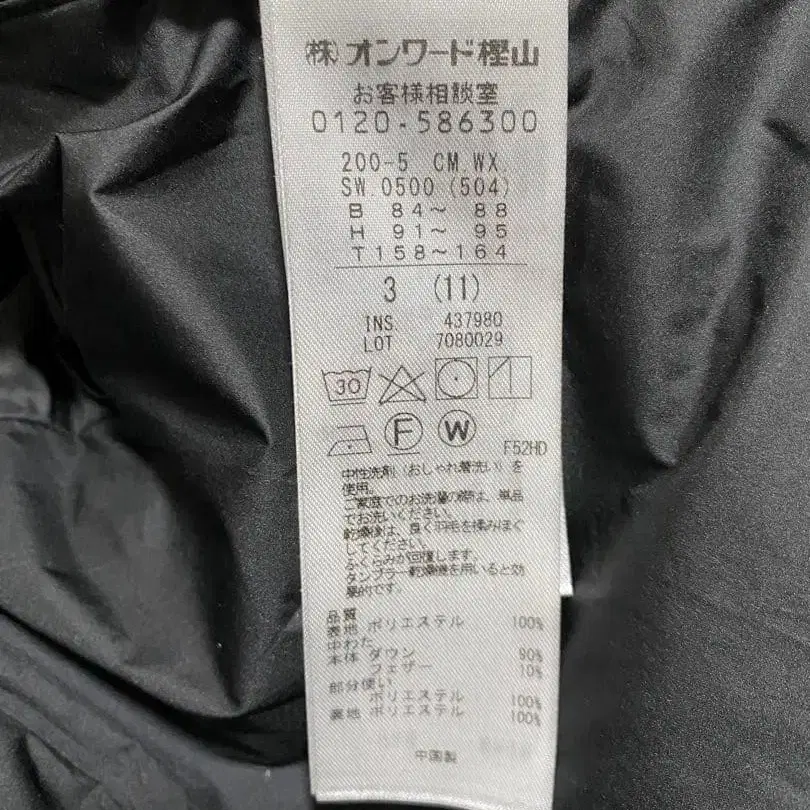 (株)オンワード樫山
お客様相談室
0120-586300
200-5 CM.WX.
SW.0500(504)
B 84～ 88
H 91～ 95
T158～164
3 (11)
INS. 437980
LOT 7080029
30
F W F52HD
中性洗剤（おしゃれ着洗い）を
使用。
ご家庭でのお洗濯の際は、単品
でお洗いください。
乾燥後は、良く羽毛を揉みほぐ
してください。
ふくらみが回復します。
タンブラー乾燥機を用いると効
果的です。
品質
表地 ポリエステル 100%
中わた
本体 ダウン 90%
フェザー 10%
部分使い
ポリエステル 100%
裏地 ポリエステル 100%
中国製